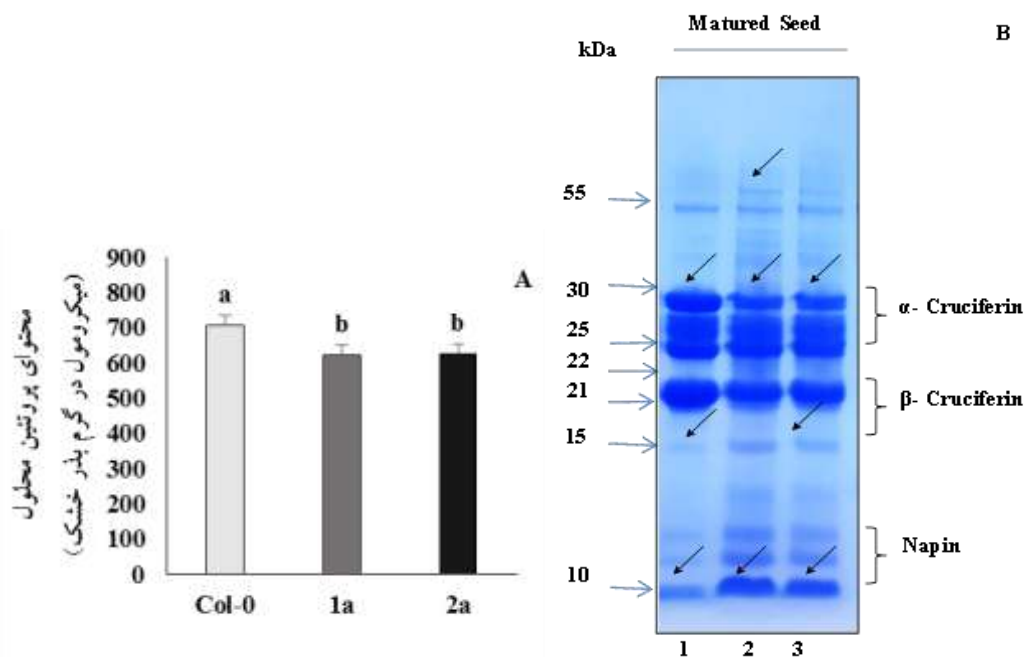 Matured Seed
B
kDa
55
30
α- Cruciferin
25
22
21
β- Cruciferin
15
Napin
10
1 2 3
A
محتوای پروتئین محلول
(میکرومول در گرم بذر خشک)
900
800
700
600
500
400
300
200
100
0
a
b
b
Col-0 1a 2a